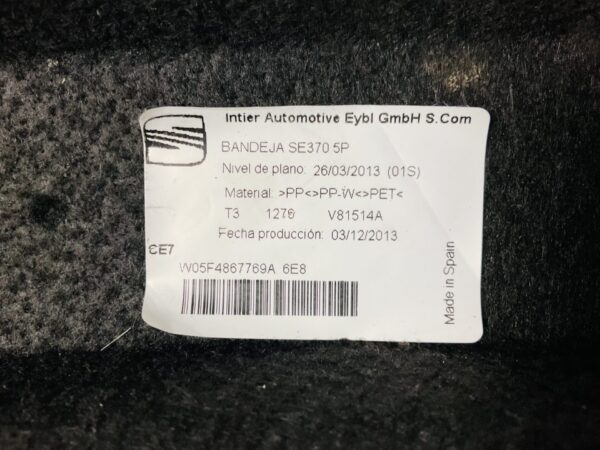 Intier Automotive Eybl GmbH S.Com
BANDEJA SE370 5P
Nivel de plano: 26/03/2013 (01S)
Material: >PP<>PP-W<>PET<
T3 1276 V81514A
Fecha producción: 03/12/2013
CE7
W05F4867769A 6E8
Made in Spain